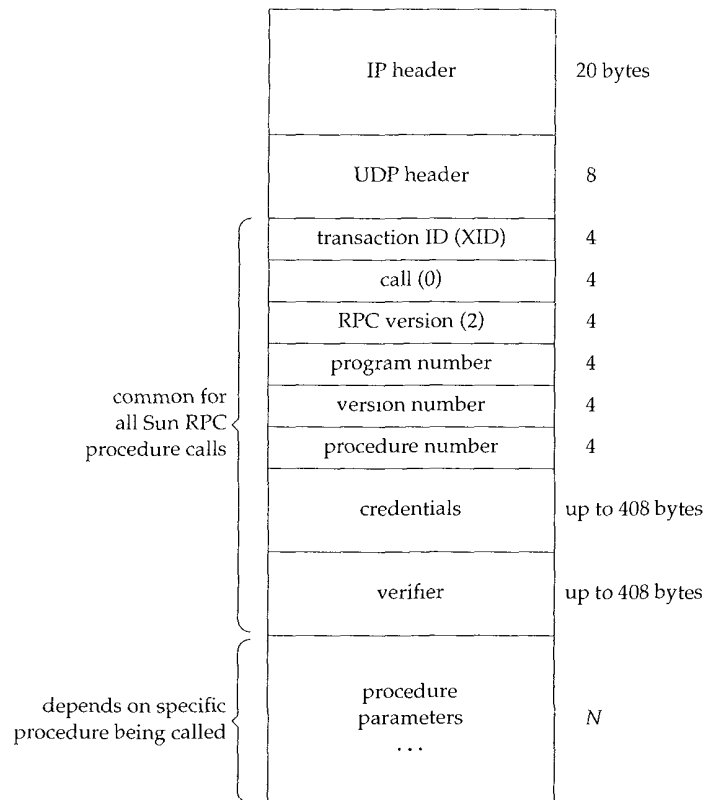 IP header
20 bytes
UDP header
8
transaction ID (XID)
4
call (0)
4
RPC version (2)
4
program number
4
version number
4
procedure number
4
common for
all Sun RPC
procedure calls
credentials
up to 408 bytes
verifier
up to 408 bytes
depends on specific
procedure being called
procedure
parameters
...
N